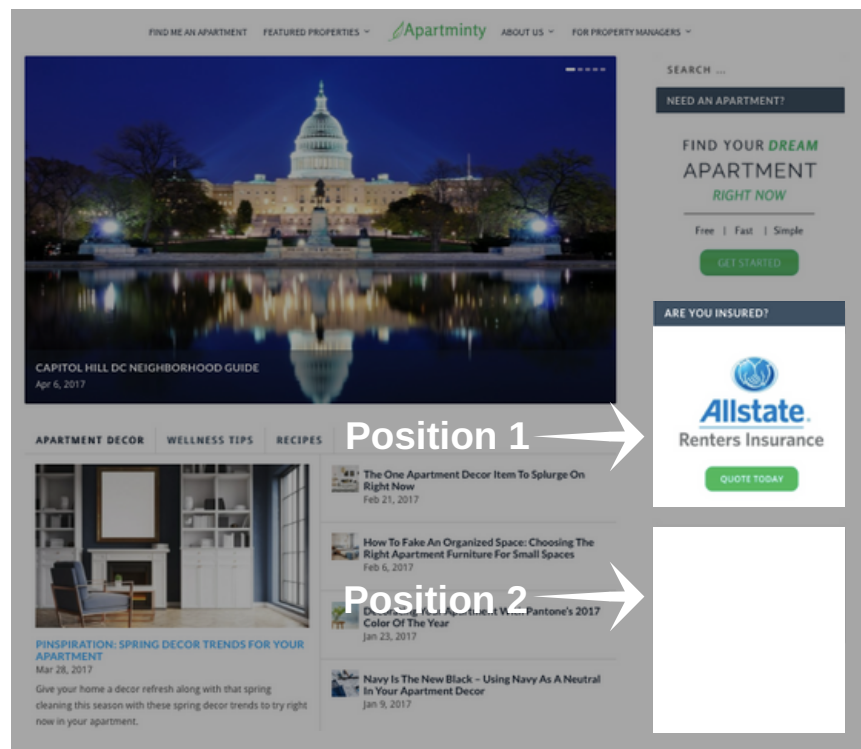 FIND ME AN APARTMENT
FEATURED PROPERTIES
Apartminty
ABOUT US
FOR PROPERTY MANAGERS
SEARCH ...
NEED AN APARTMENT?
FIND YOUR DREAM
APARTMENT
RIGHT NOW
Free | Fast | Simple
GET STARTED
CAPITOL HILL DC NEIGHBORHOOD GUIDE
Apr 6, 2017
ARE YOU INSURED?
Allstate.
Renters Insurance
QUOTE TODAY
Position 1
APARTMENT DECOR
WELLNESS TIPS
RECIPES
The One Apartment Decor Item To Splurge On
Right Now
Feb 21, 2017
How To Fake An Organized Space: Choosing The
Right Apartment Furniture For Small Spaces
Feb 6, 2017
Position 2
Decorating Your Apartment With Pantone's 2017
Color Of The Year
Jan 23, 2017
Navy Is The New Black – Using Navy As A Neutral
In Your Apartment Decor
Jan 9, 2017
PINSPIRATION: SPRING DECOR TRENDS FOR YOUR
APARTMENT
Mar 28, 2017
Give your home a decor refresh along with that spring
cleaning this season with these spring decor trends to try right
now in your apartment.